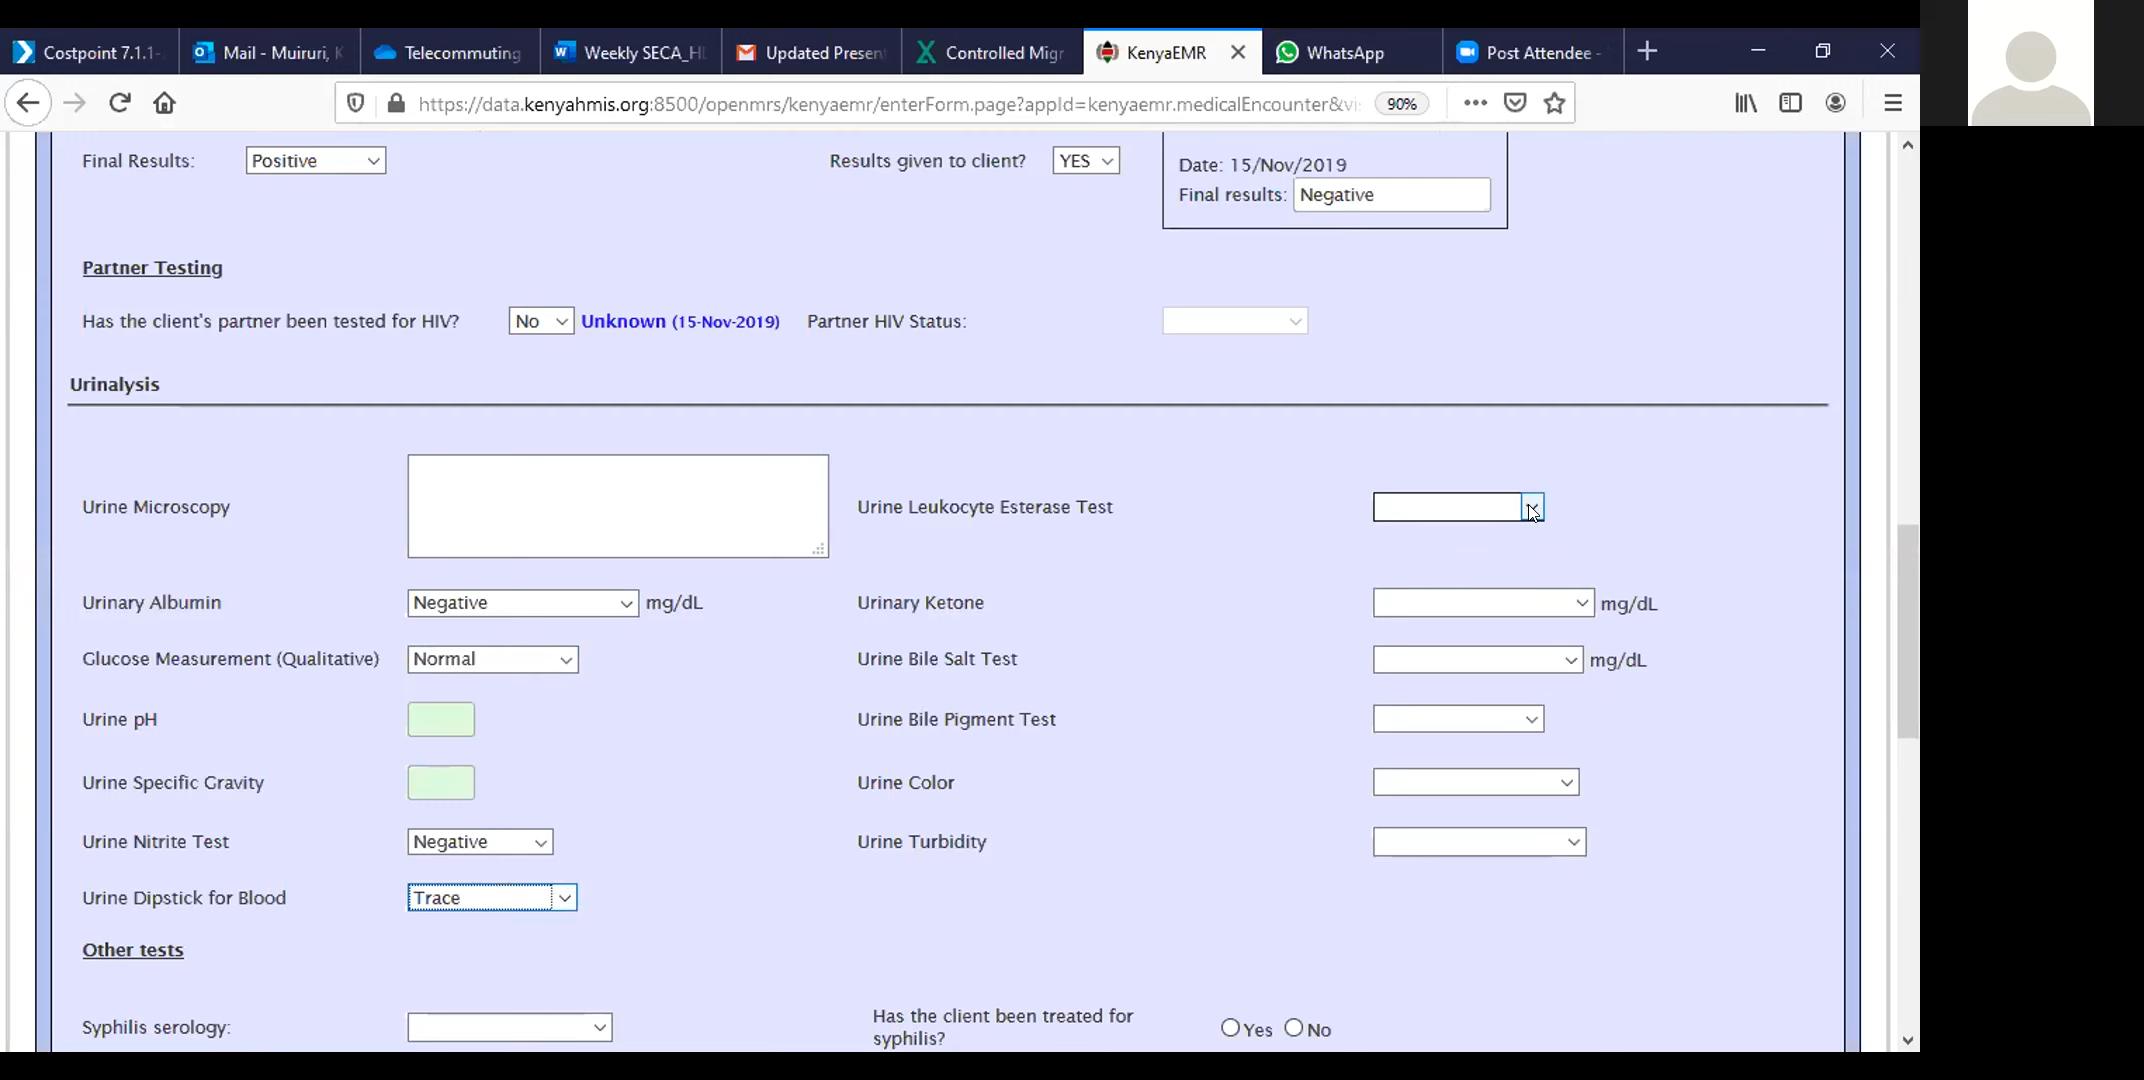 Costpoint 7.1.1-
Mail - Muiruri, K
Telecommuting
Weekly SECA_HI
Updated Present
Controlled Migr
KenyaEMR
WhatsApp
Post Attendee -
https://data.kenyahmis.org:8500/openmrs/kenyaemr/enterForm.page?appId=kenyaemr.medicalEncounter&vi
90%
Final Results: Positive
Results given to client? YES
Date: 15/Nov/2019
Final results: Negative
Partner Testing
Has the client's partner been tested for HIV? No Unknown (15-Nov-2019) Partner HIV Status:
Urinalysis
Urine Microscopy
Urine Leukocyte Esterase Test
Urinary Albumin Negative mg/dL
Urinary Ketone mg/dL
Glucose Measurement (Qualitative) Normal
Urine Bile Salt Test mg/dL
Urine pH
Urine Bile Pigment Test
Urine Specific Gravity
Urine Color
Urine Nitrite Test Negative
Urine Turbidity
Urine Dipstick for Blood Trace
Other tests
Syphilis serology:
Has the client been treated for
syphilis?
Yes No